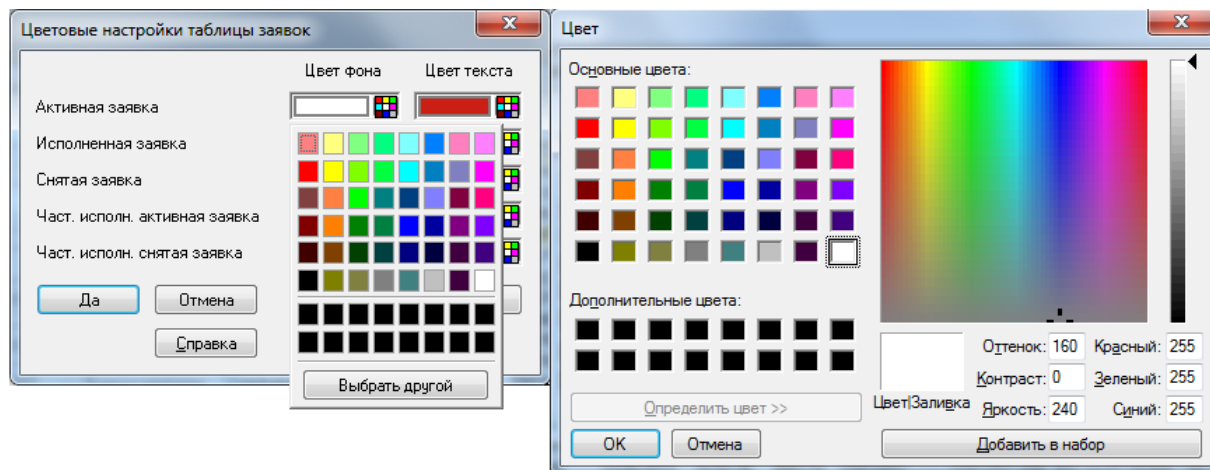 Цветовые настройки таблицы заявок
Цвет фона Цвет текста
Активная заявка
Исполненная заявка
Снятая заявка
Част. исполн. активная заявка
Част. исполн. снятая заявка
Да Отмена
Справка
Выбрать другой
Цвет
Основные цвета:
Дополнительные цвета:
Определить цвет >>
OK Отмена
Цвет|Заливка
Оттенок: 160 Красный: 255
Контраст: 0 Зеленый: 255
Яркость: 240 Синий: 255
Добавить в набор